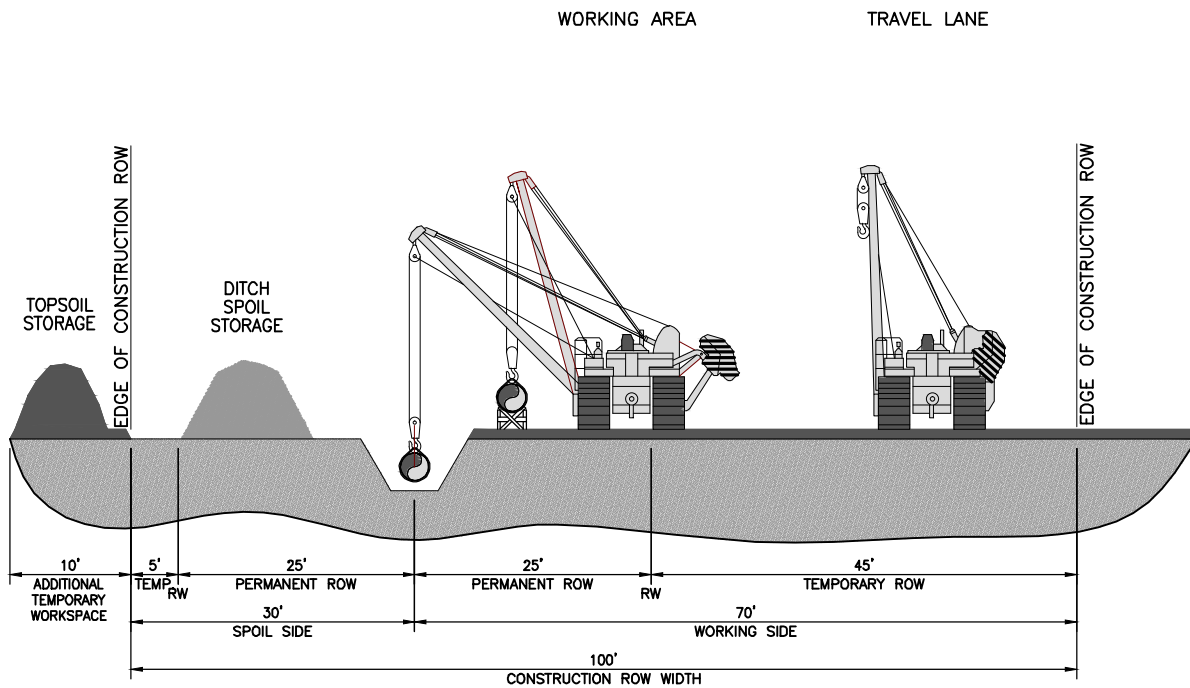 WORKING AREA
TRAVEL LANE
EDGE OF CONSTRUCTION ROW
EDGE OF CONSTRUCTION ROW
TOPSOIL
STORAGE
DITCH
SPOIL
STORAGE
10'
ADDITIONAL
TEMPORARY
WORKSPACE
5'
TEMP
RW
25'
PERMANENT ROW
25'
PERMANENT ROW
RW
45'
TEMPORARY ROW
30'
SPOIL SIDE
70'
WORKING SIDE
100'
CONSTRUCTION ROW WIDTH